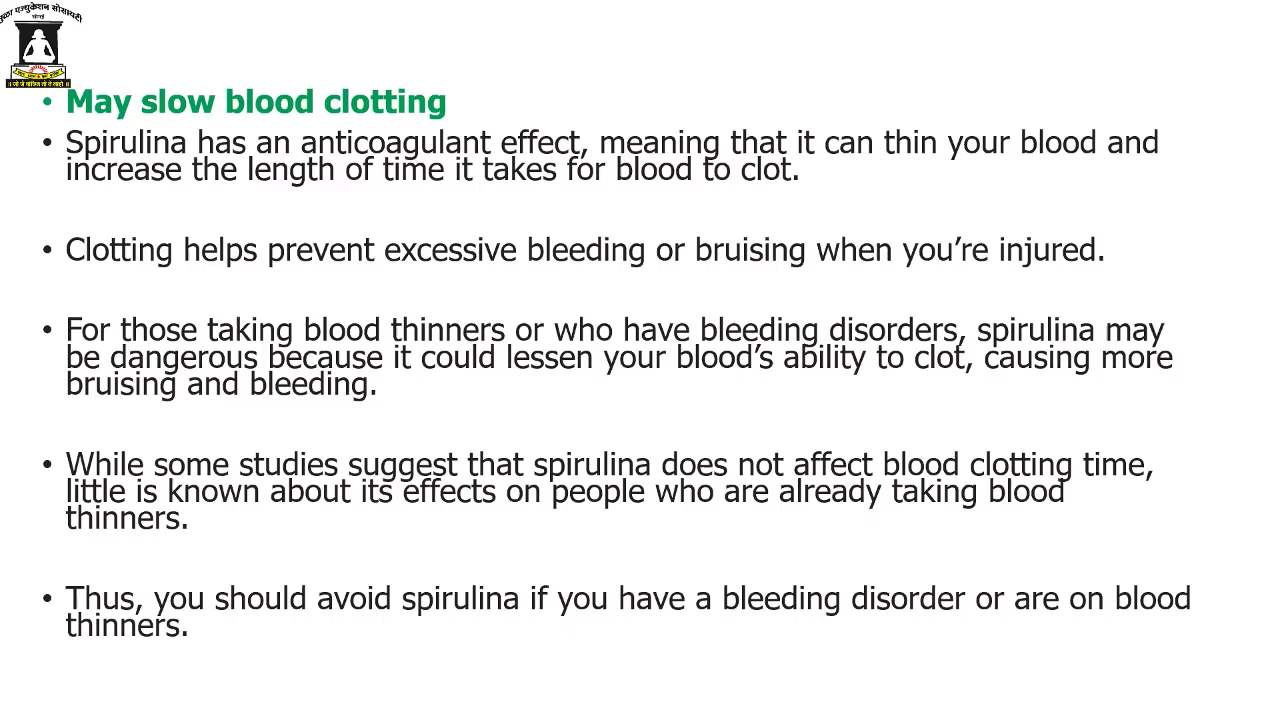 एज्युकेशन सोसायटी
• May slow blood clotting
• Spirulina has an anticoagulant effect, meaning that it can thin your blood and
increase the length of time it takes for blood to clot.
• Clotting helps prevent excessive bleeding or bruising when you’re injured.
• For those taking blood thinners or who have bleeding disorders, spirulina may
be dangerous because it could lessen your blood’s ability to clot, causing more
bruising and bleeding.
• While some studies suggest that spirulina does not affect blood clotting time,
little is known about its effects on people who are already taking blood
thinners.
• Thus, you should avoid spirulina if you have a bleeding disorder or are on blood
thinners.